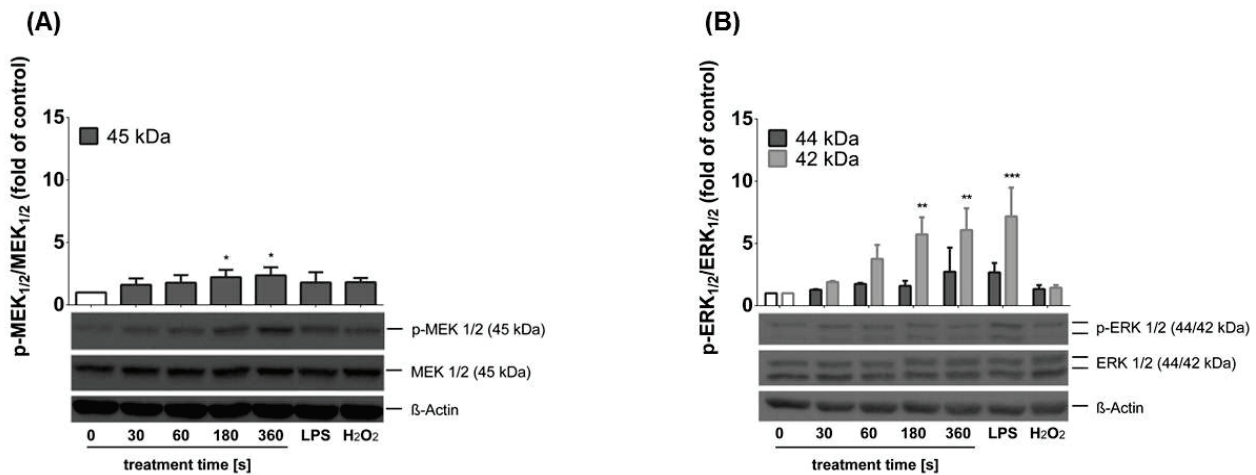 (A)
p-MEK1/2/MEK1/2 (fold of control)
15
10
5
0
45 kDa
*
*
p-MEK 1/2 (45 kDa)
MEK 1/2 (45 kDa)
ß-Actin
0 30 60 180 360 LPS H2O2
treatment time [s]
(B)
p-ERK1/2/ERK1/2 (fold of control)
15
10
5
0
44 kDa
42 kDa
**
**
***
p-ERK 1/2 (44/42 kDa)
ERK 1/2 (44/42 kDa)
ß-Actin
0 30 60 180 360 LPS H2O2
treatment time [s]